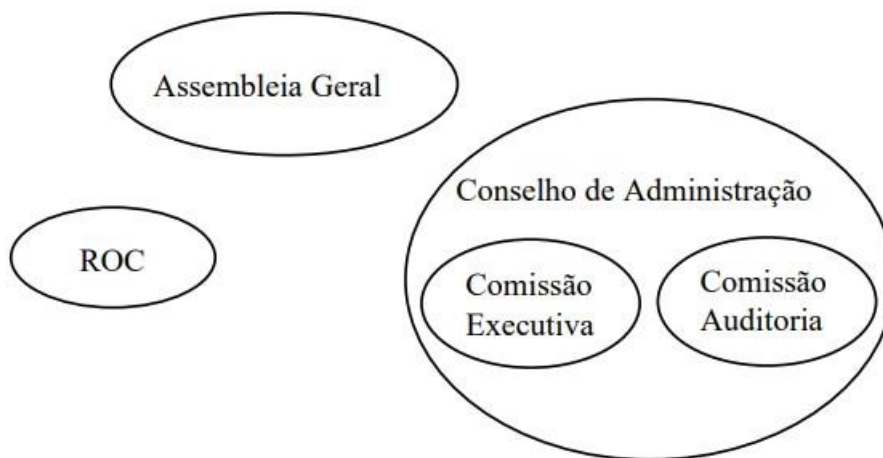 Assembleia Geral
Conselho de Administração
ROC
Comissão
Executiva
Comissão
Auditoria